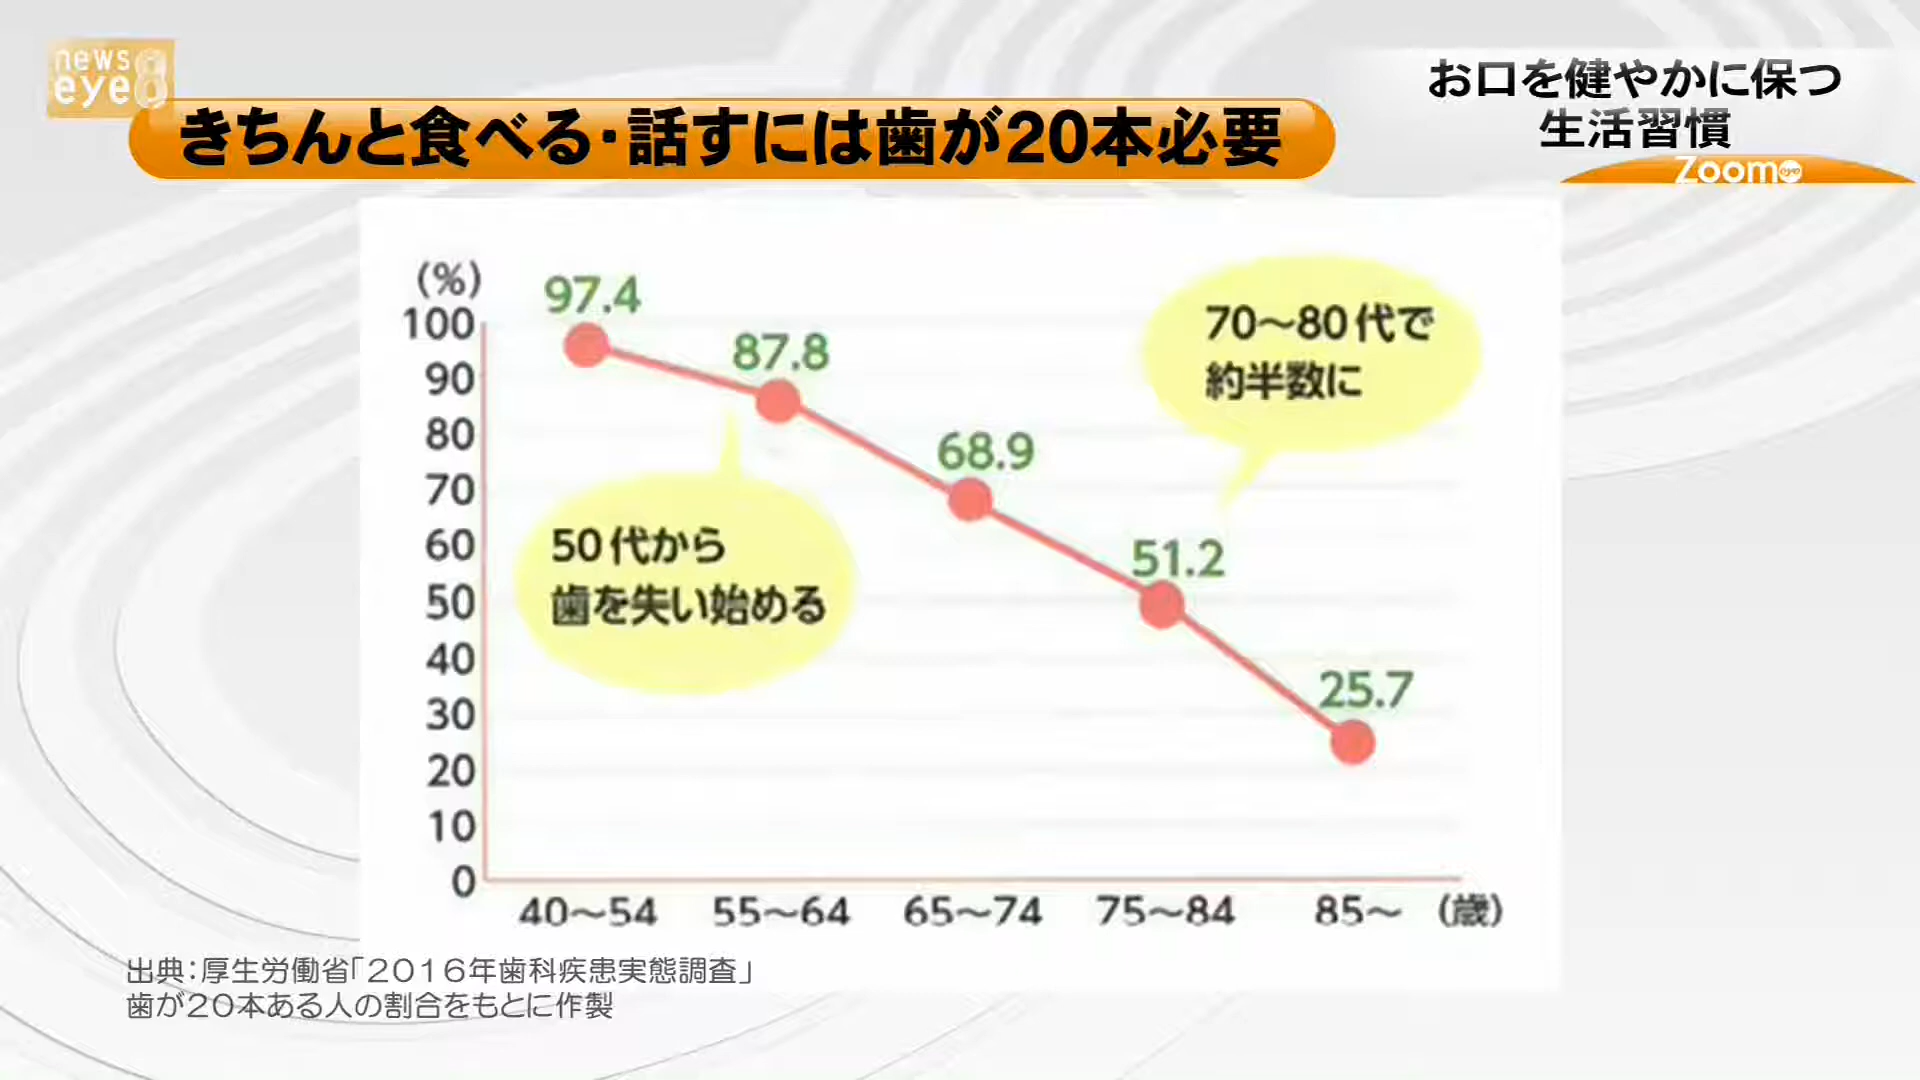 news
eye8
お口を健やかに保つ
生活習慣
Zoom eye
きちんと食べる・話すには歯が20本必要
(%)
100
90
80
70
60
50
40
30
20
10
0
97.4
87.8
68.9
51.2
25.7
50代から
歯を失い始める
70～80代で
約半数に
40～54 55～64 65～74 75～84 85～ (歳)
出典：厚生労働省「2016年歯科疾患実態調査」
歯が20本ある人の割合をもとに作製